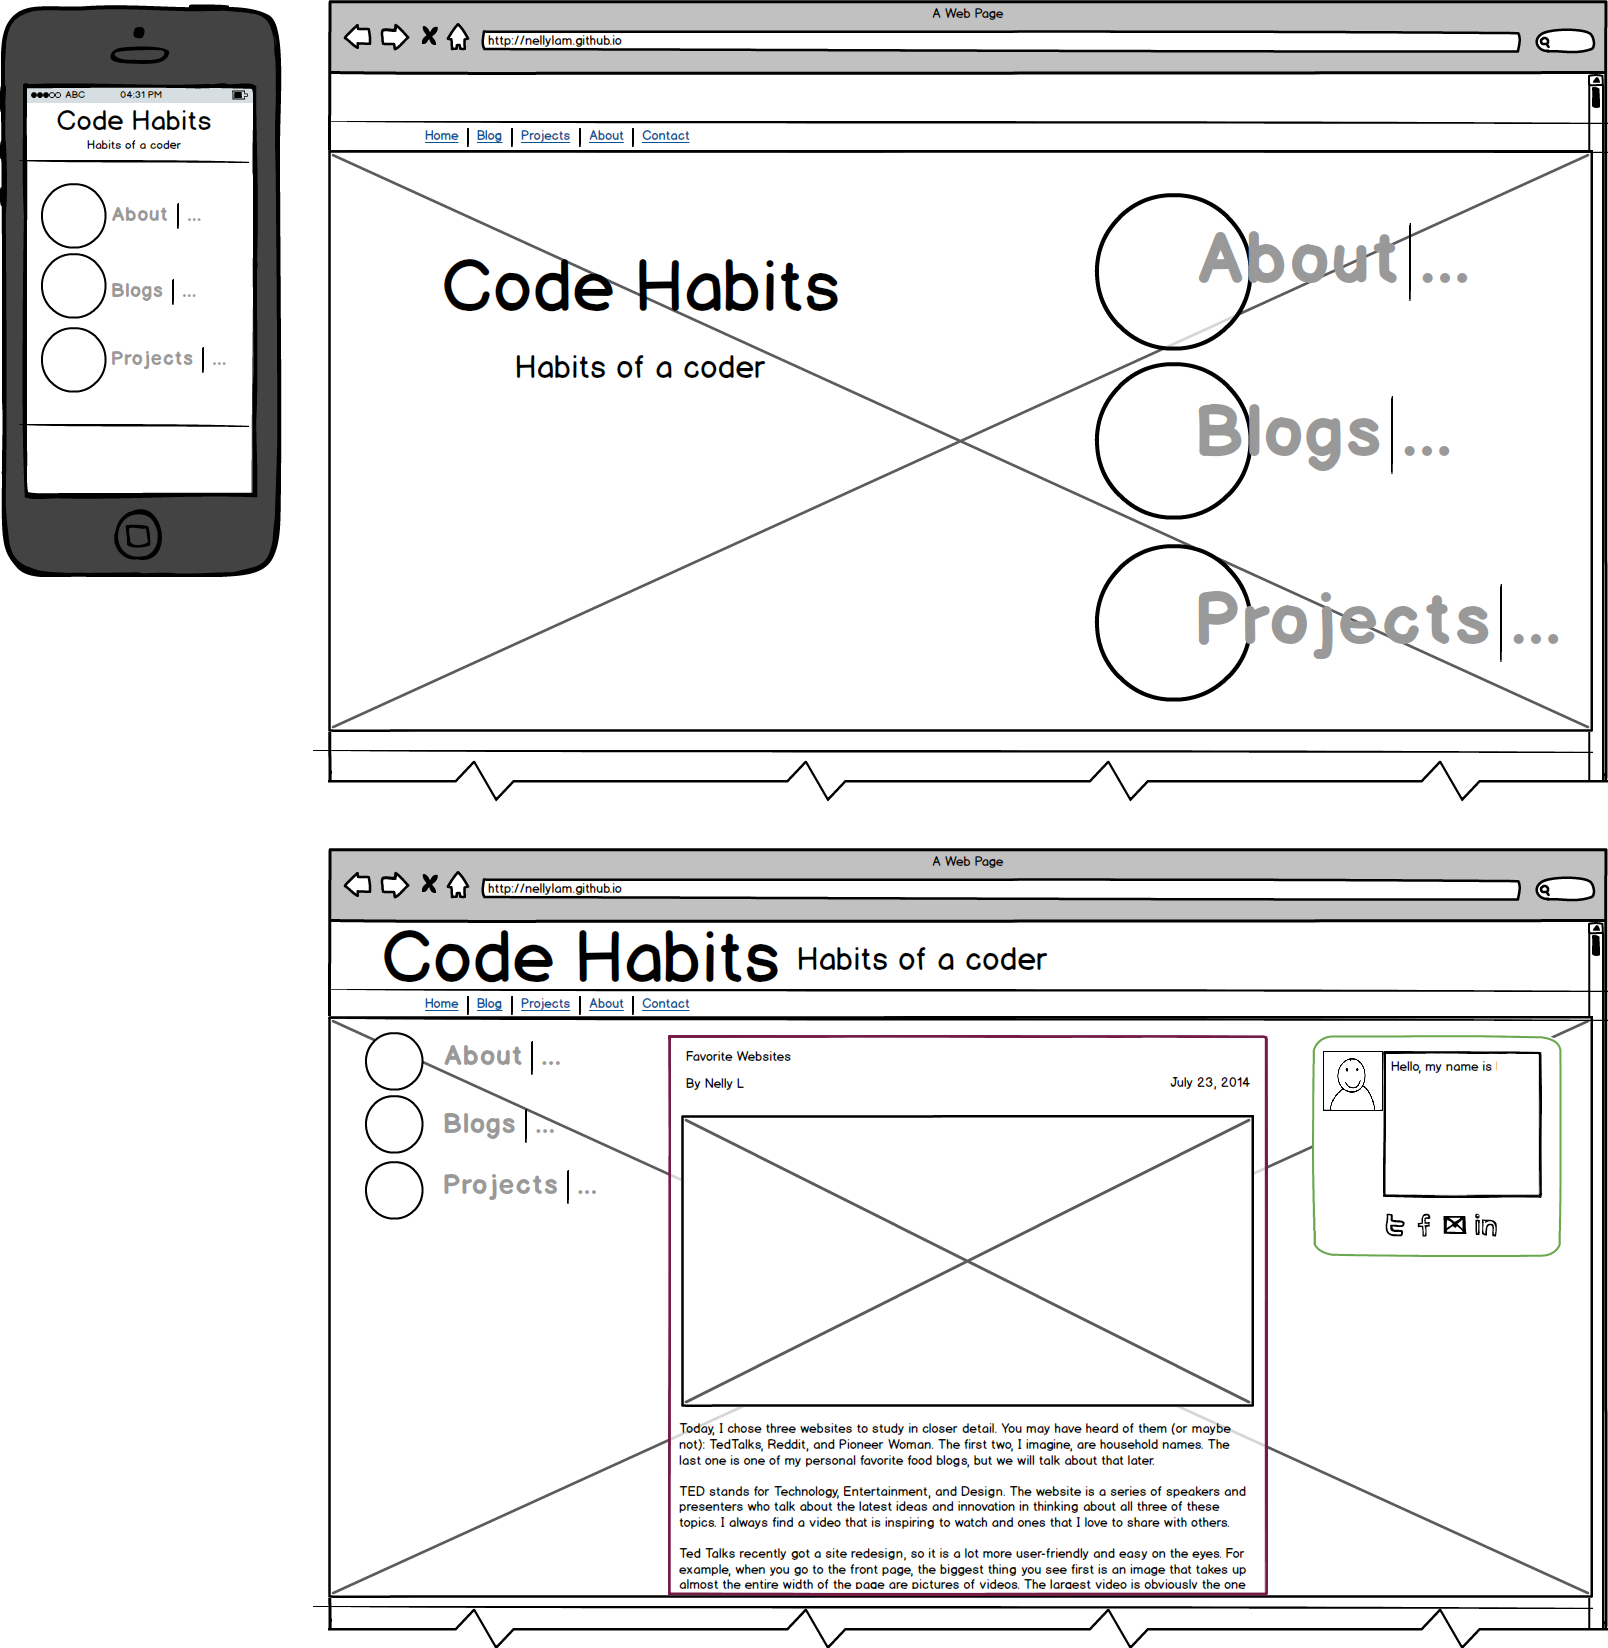 ABC 04:31 PM
Code Habits
Habits of a coder
About | ...
Blogs | ...
Projects | ...
A Web Page
http://nellylam.github.io
Home | Blog | Projects | About | Contact
Code Habits
Habits of a coder
About | ...
Blogs | ...
Projects | ...
A Web Page
http://nellylam.github.io
Code Habits Habits of a coder
Home | Blog | Projects | About | Contact
About | ...
Blogs | ...
Projects | ...
Favorite Websites
By Nelly L July 23, 2014
Today, I chose three websites to study in closer detail. You may have heard of them (or maybe
not): TedTalks, Reddit, and Pioneer Woman. The first two, I imagine, are household names. The
last one is one of my personal favorite food blogs, but we will talk about that later.
TED stands for Technology, Entertainment, and Design. The website is a series of speakers and
presenters who talk about the latest ideas and innovation in thinking about all three of these
topics. I always find a video that is inspiring to watch and ones that I love to share with others.
Ted Talks recently got a site redesign, so it is a lot more user-friendly and easy on the eyes. For
example, when you go to the front page, the biggest thing you see first is an image that takes up
almost the entire width of the page are pictures of videos. The largest video is obviously the one
Hello, my name is